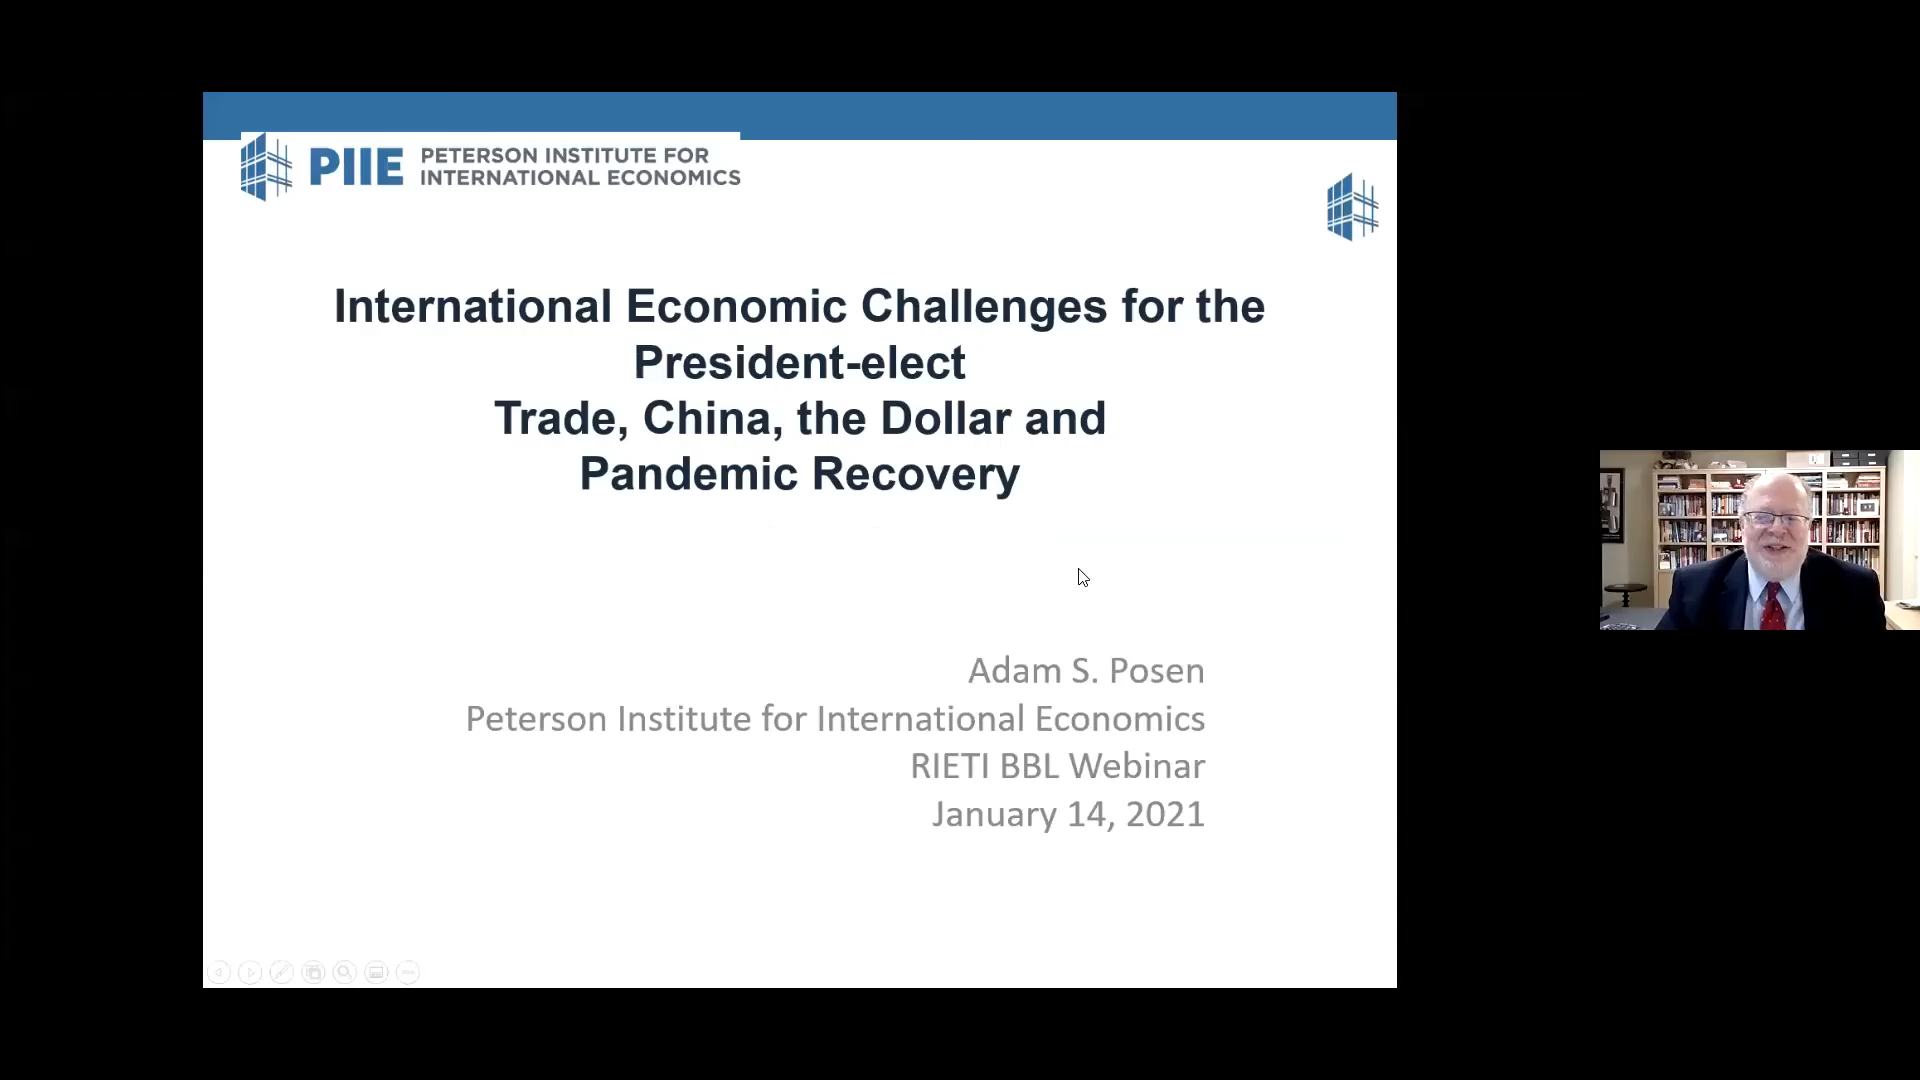 PIIE
PETERSON INSTITUTE FOR
INTERNATIONAL ECONOMICS
International Economic Challenges for the
President-elect
Trade, China, the Dollar and
Pandemic Recovery
Adam S. Posen
Peterson Institute for International Economics
RIETI BBL Webinar
January 14, 2021